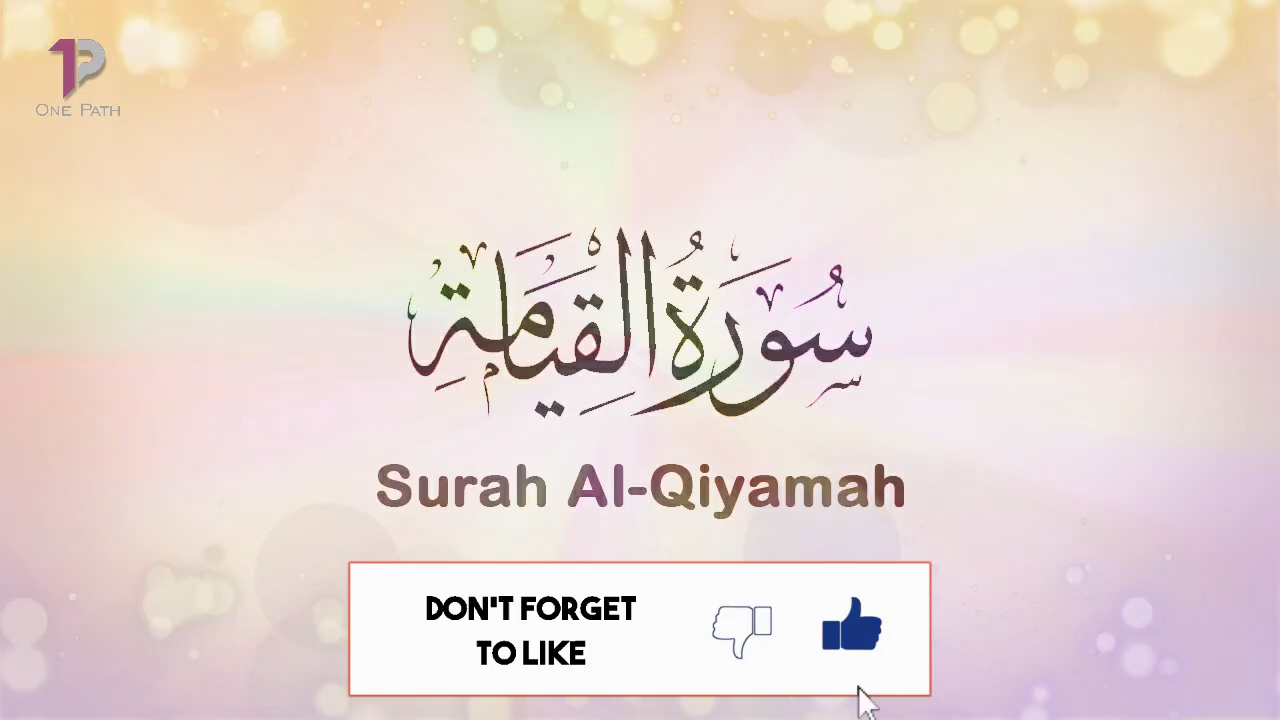 1P
ONE PATH
سُورَةُ القِيَامَةِ
Surah Al-Qiyamah
DON'T FORGET
TO LIKE